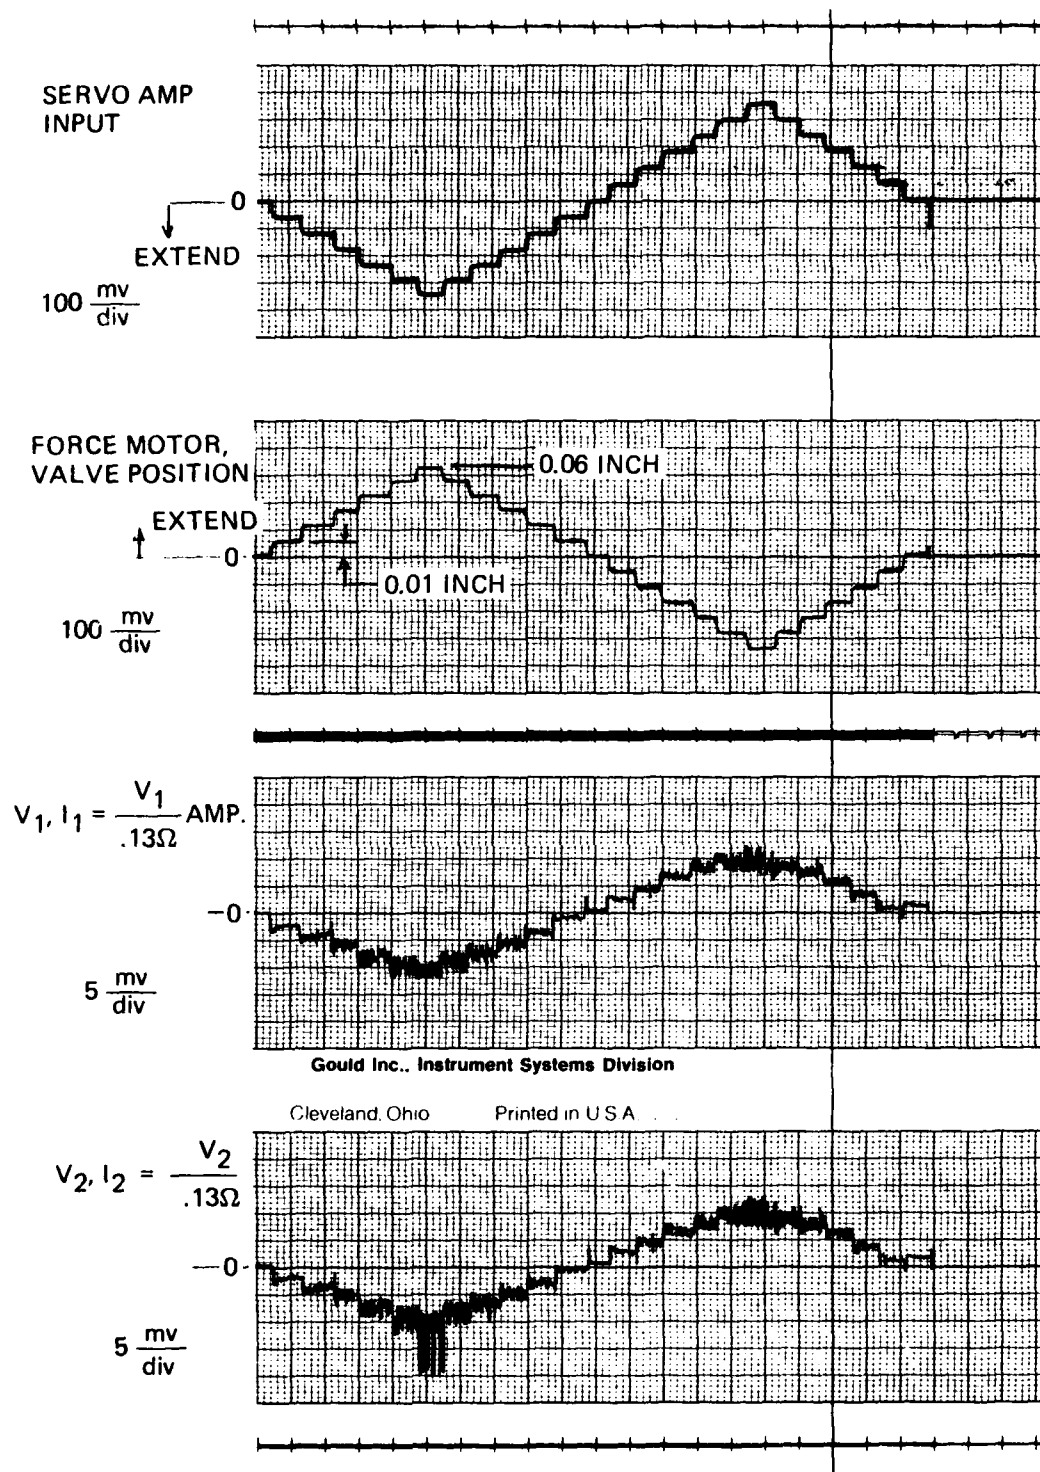 SERVO AMP
INPUT
0
EXTEND
100 mv
div
FORCE MOTOR,
VALVE POSITION
0.06 INCH
EXTEND
0
0.01 INCH
100 mv
div
V1, I1 = V1 AMP.
.13Ω
—0
5 mv
div
Gould Inc., Instrument Systems Division
Cleveland, Ohio Printed in U S A
V2, I2 = V2
.13Ω
—0
5 mv
div